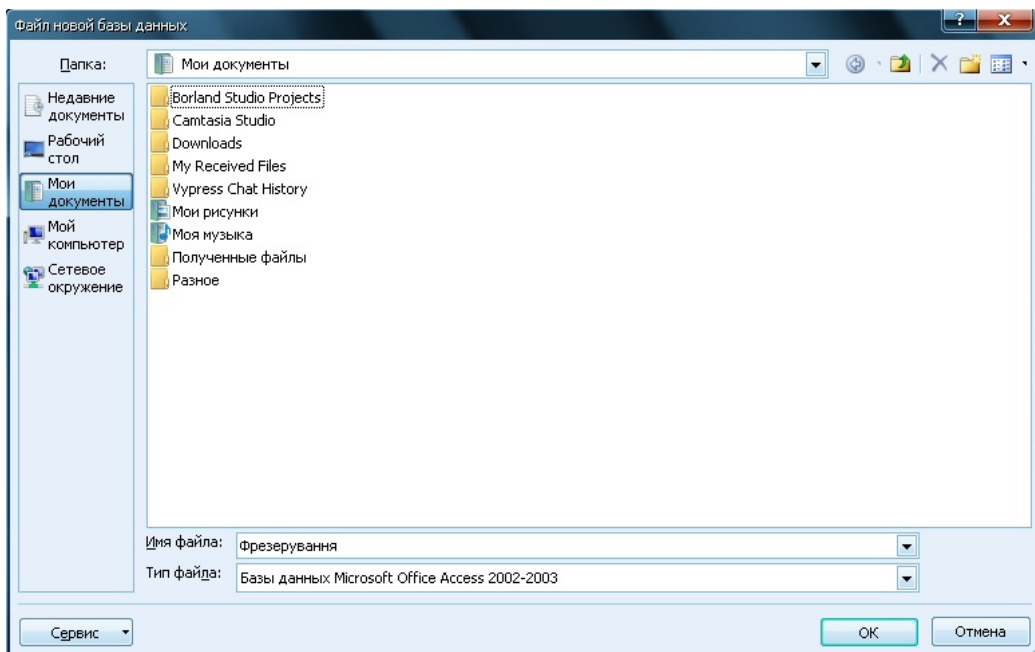 Файл новой базы данных
?
X
Папка:
Мои документы
Недавние
документы
Рабочий
стол
Мои
документы
Мой
компьютер
Сетевое
окружение
Borland Studio Projects
Camtasia Studio
Downloads
My Received Files
Vypress Chat History
Мои рисунки
Моя музыка
Полученные файлы
Разное
Имя файла:
Фрезерування
Тип файла:
Базы данных Microsoft Office Access 2002-2003
Сервис
OK
Отмена